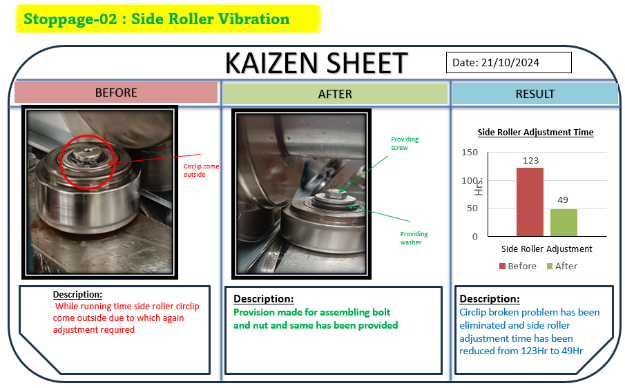 Stoppage-02 : Side Roller Vibration
KAIZEN SHEET
Date: 21/10/2024
BEFORE
AFTER
RESULT
Circlip come
outside
Providing
screw
Providing
washer
Side Roller Adjustment Time
150
100
50
0
Hrs.
123
49
Side Roller Adjustment
Before
After
Description:
While running time side roller circlip
come outside due to which again
adjustment required
Description:
Provision made for assembling bolt
and nut and same has been provided
Description:
Circlip broken problem has been
eliminated and side roller
adjustment time has been
reduced from 123Hr to 49Hr